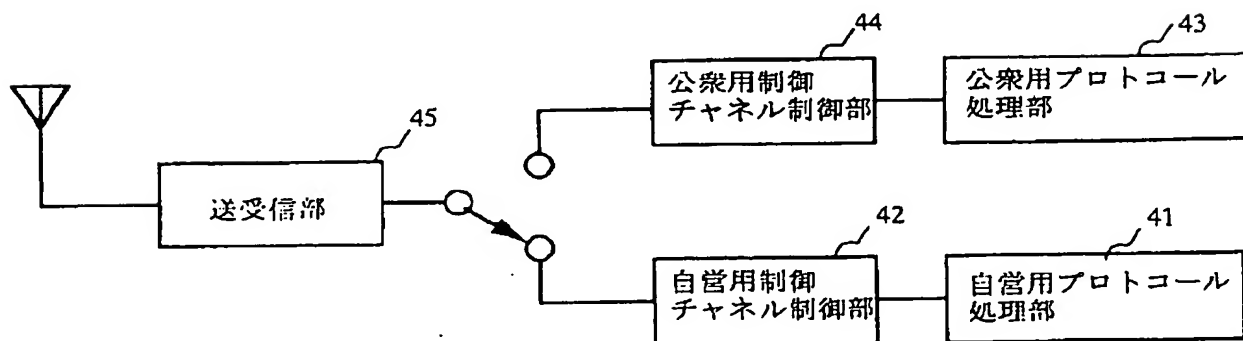 44
公衆用制御
チャネル制御部
43
公衆用プロトコール
処理部
45
送受信部
42
自営用制御
チャネル制御部
41
自営用プロトコール
処理部